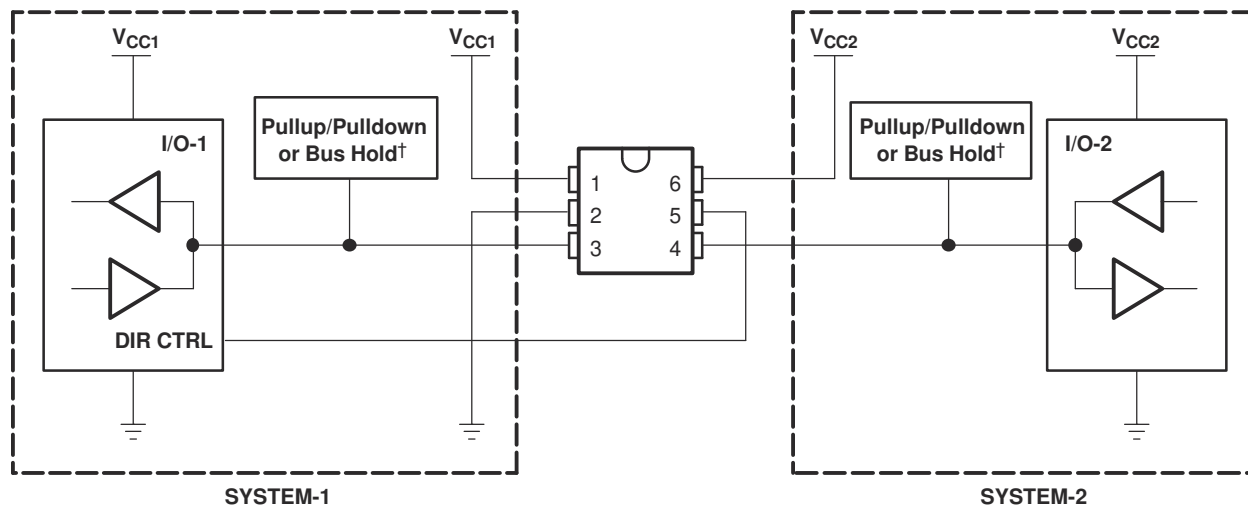 VCC1
VCC1
VCC2
VCC2
Pullup/Pulldown
or Bus Hold†
I/O-1
Pullup/Pulldown
or Bus Hold†
I/O-2
1
6
2
5
3
4
DIR CTRL
SYSTEM-1
SYSTEM-2